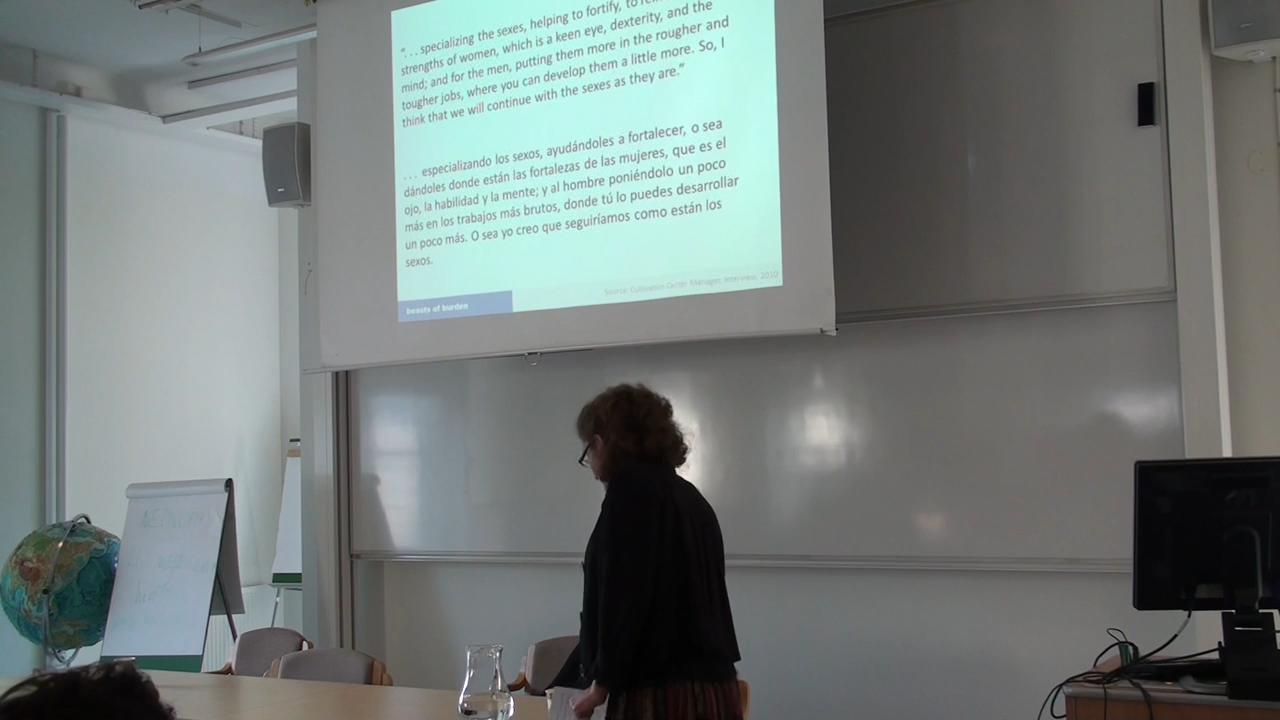 ". . . specializing the sexes, helping to fortify, to
strengths of women, which is a keen eye, dexterity, and the
mind; and for the men, putting them more in the rougher and
tougher jobs, where you can develop them a little more. So, I
think that we will continue with the sexes as they are."
. . . especializando los sexos, ayudándoles a fortalecer, o sea
dándoles donde están las fortalezas de las mujeres, que es el
ojo, la habilidad y la mente; y al hombre poniéndolo un poco
más en los trabajos más brutos, donde tú lo puedes desarrollar
un poco más. O sea yo creo que seguiríamos como están los
sexos.
Source: Cultivation Center Manager, Interview, 2010
beasts of burden